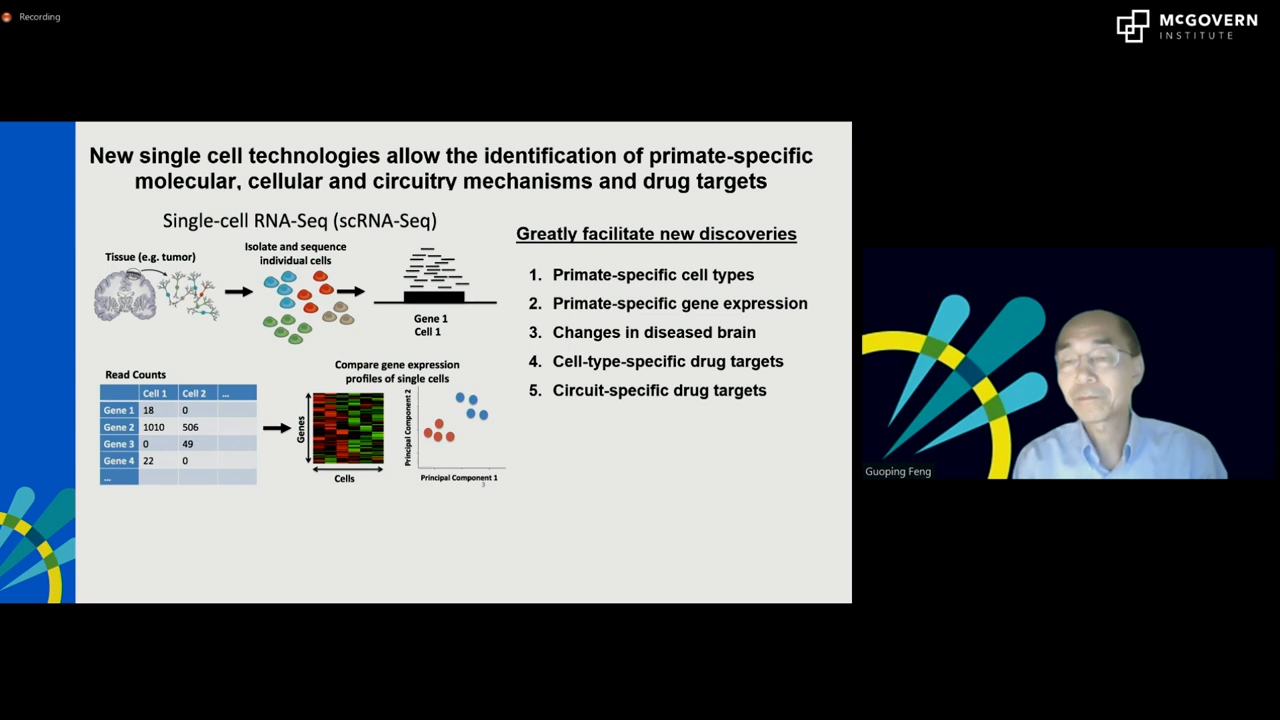 Recording
McGOVERN
INSTITUTE
New single cell technologies allow the identification of primate-specific
molecular, cellular and circuitry mechanisms and drug targets
Single-cell RNA-Seq (scRNA-Seq)
Tissue (e.g. tumor)
Isolate and sequence
individual cells
Gene 1
Cell 1
Read Counts
Cell 1 Cell 2 ...
Gene 1 18 0
Gene 2 1010 506
Gene 3 0 49
Gene 4 22 0
...
Compare gene expression
profiles of single cells
Genes
Cells
Principal Component 2
Principal Component 1
3
Greatly facilitate new discoveries
1. Primate-specific cell types
2. Primate-specific gene expression
3. Changes in diseased brain
4. Cell-type-specific drug targets
5. Circuit-specific drug targets
Guoping Feng